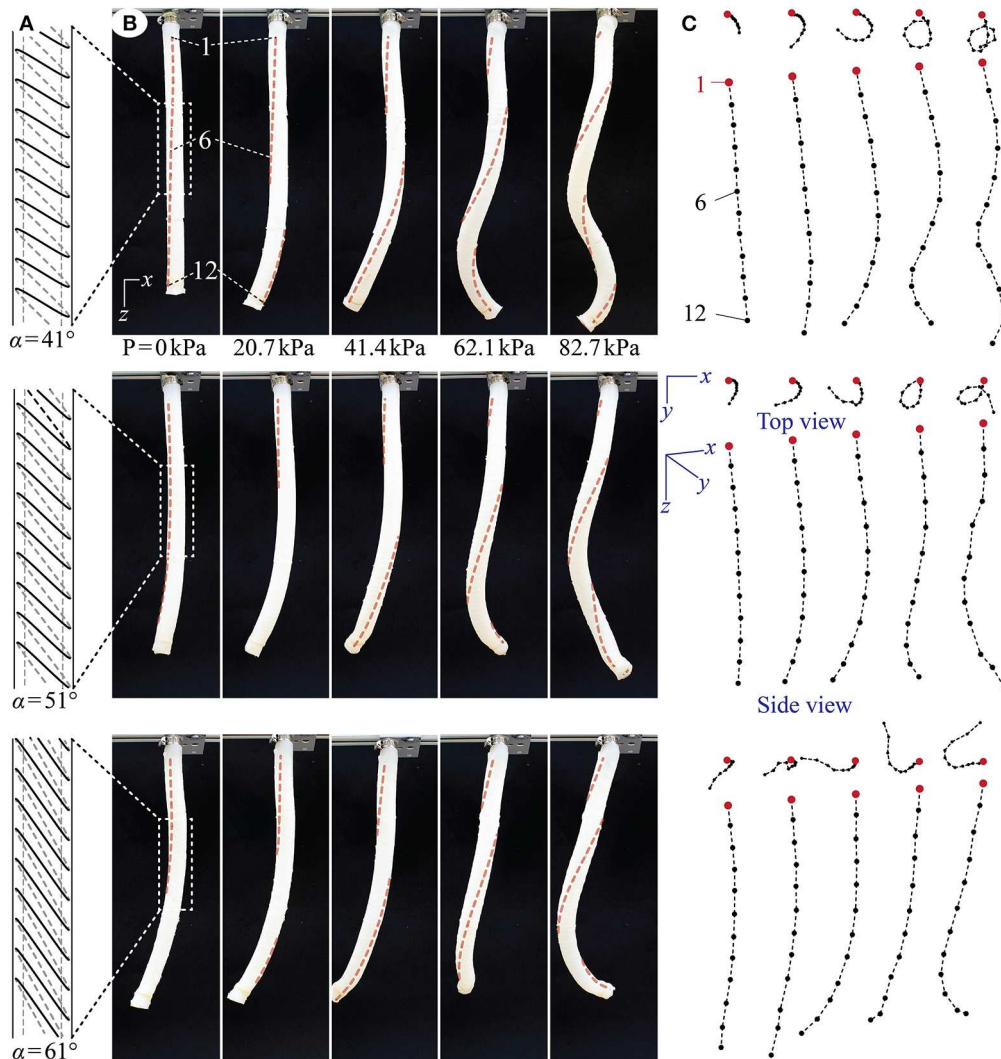 A
B
C
1
6
12
x
z
1
6
12
α=41°
P=0 kPa
20.7 kPa
41.4 kPa
62.1 kPa
82.7 kPa
x
y
Top view
x
y
z
α=51°
Side view
α=61°